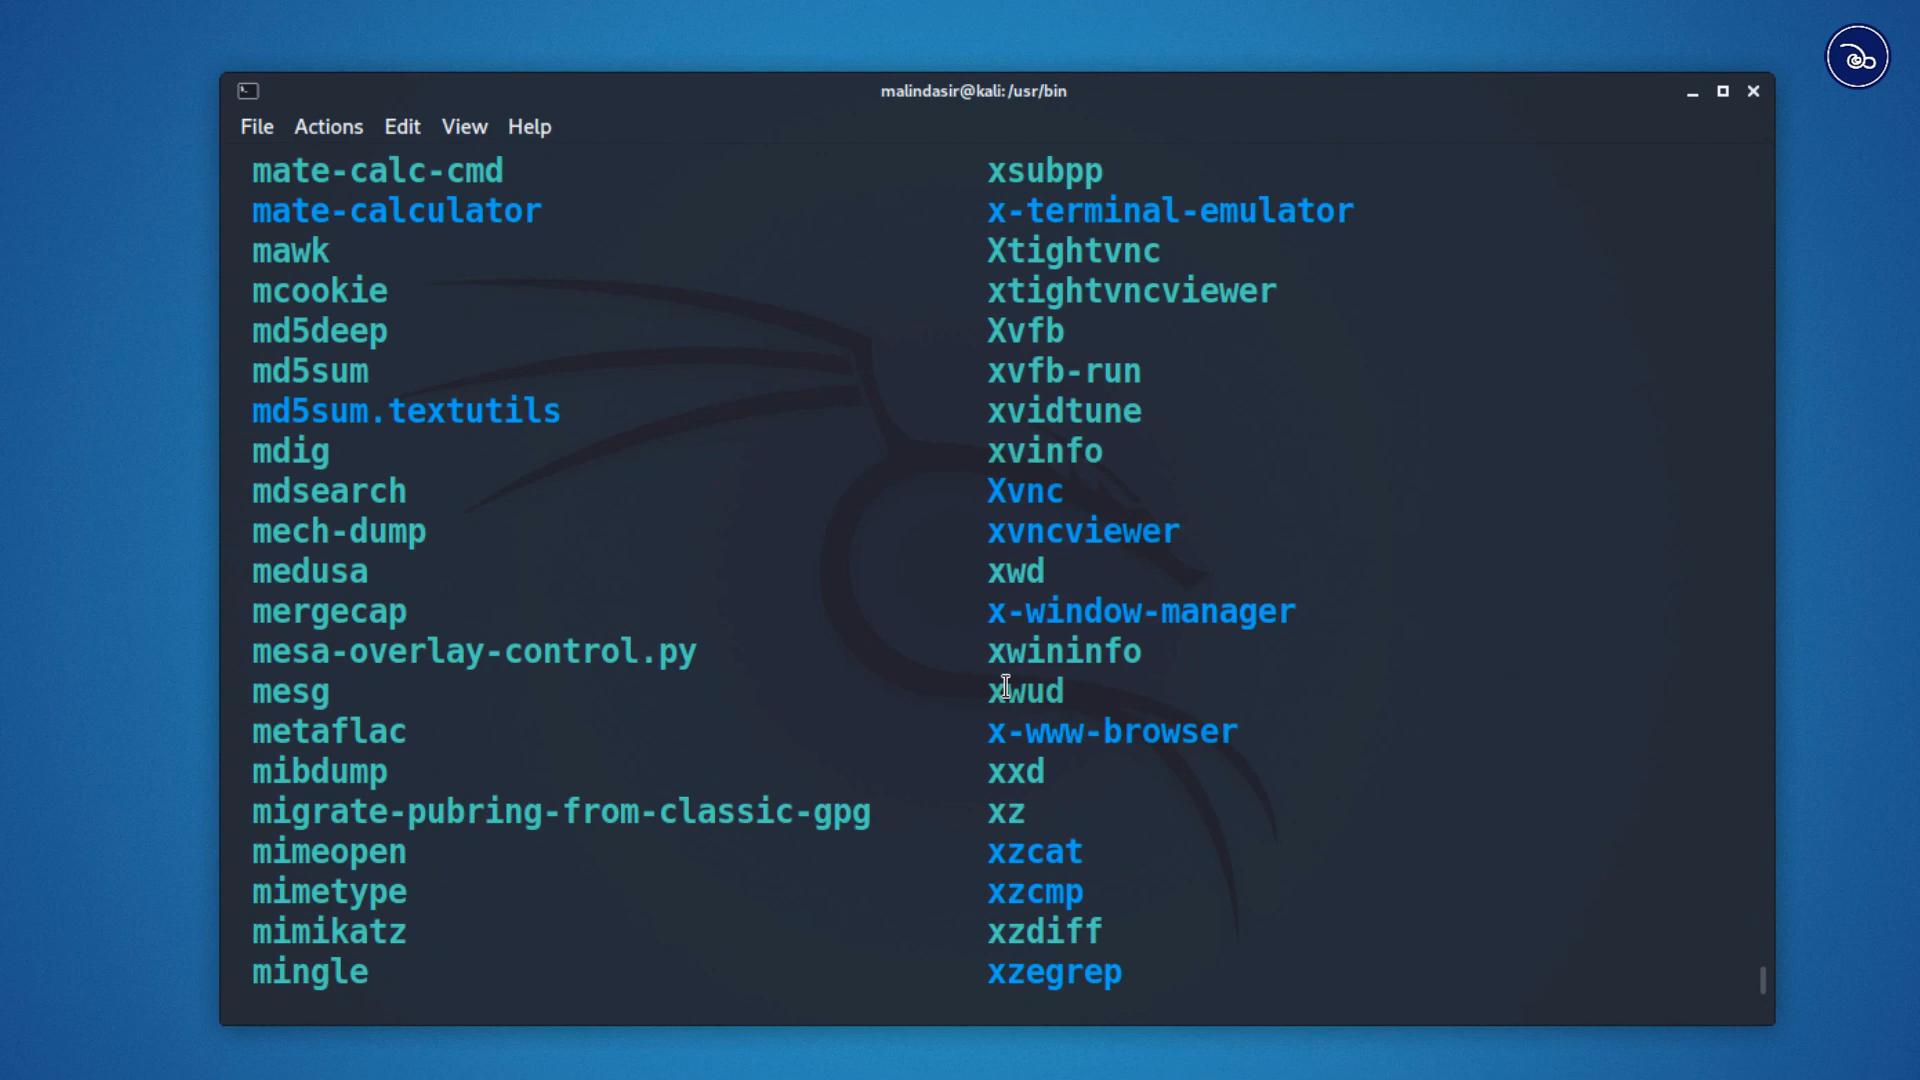 malindasir@kali:/usr/bin
File Actions Edit View Help
mate-calc-cmd xsubpp
mate-calculator x-terminal-emulator
mawk Xtightvnc
mcookie xtightvncviewer
md5deep Xvfb
md5sum xvfb-run
md5sum.textutils xvidtune
mdig xvinfo
mdsearch Xvnc
mech-dump xvncviewer
medusa xwd
mergecap x-window-manager
mesa-overlay-control.py xwininfo
mesg xwud
metaflac x-www-browser
mibdump xxd
migrate-pubring-from-classic-gpg xz
mimeopen xzcat
mimetype xzcmp
mimikatz xzdiff
mingle xzegrep